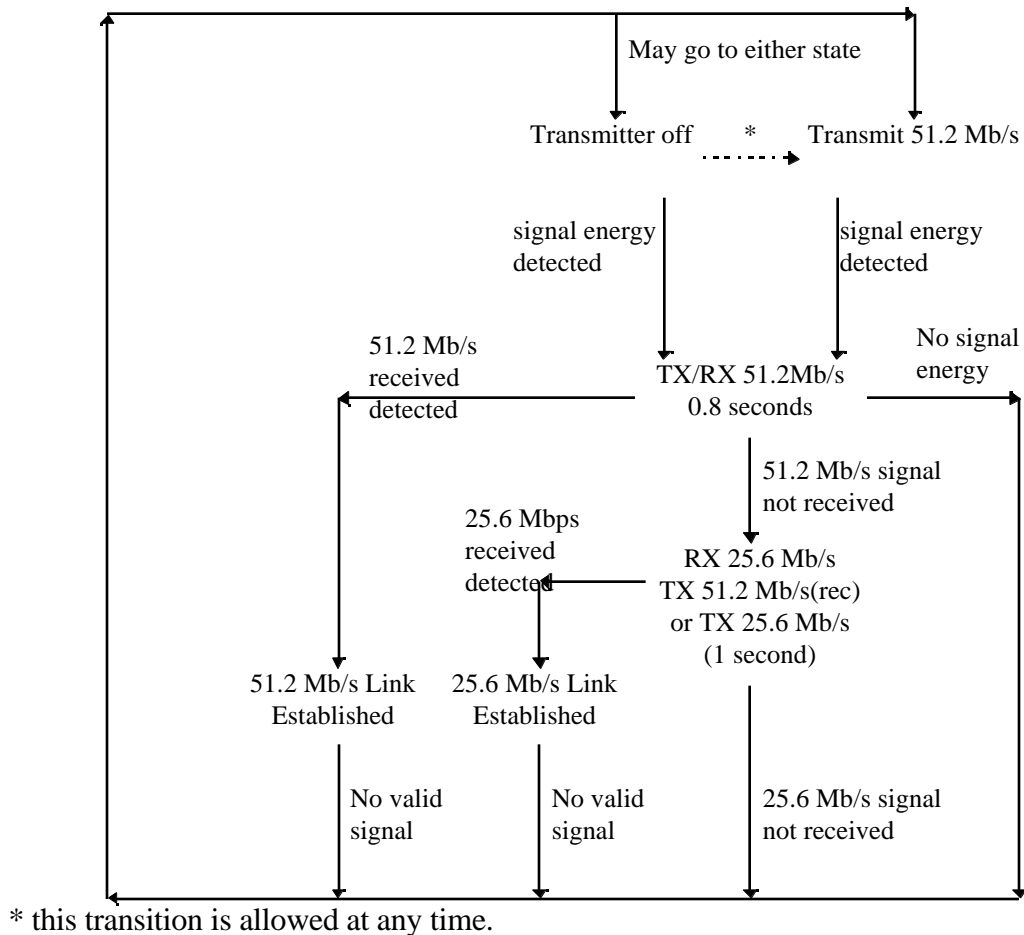 May go to either state
Transmitter off * Transmit 51.2 Mb/s
signal energy
detected
signal energy
detected
51.2 Mb/s
received
detected
No signal
energy
TX/RX 51.2Mb/s
0.8 seconds
51.2 Mb/s signal
not received
25.6 Mbps
received
detected
RX 25.6 Mb/s
TX 51.2 Mb/s(rec)
or TX 25.6 Mb/s
(1 second)
51.2 Mb/s Link
Established
25.6 Mb/s Link
Established
No valid
signal
No valid
signal
25.6 Mb/s signal
not received
* this transition is allowed at any time.